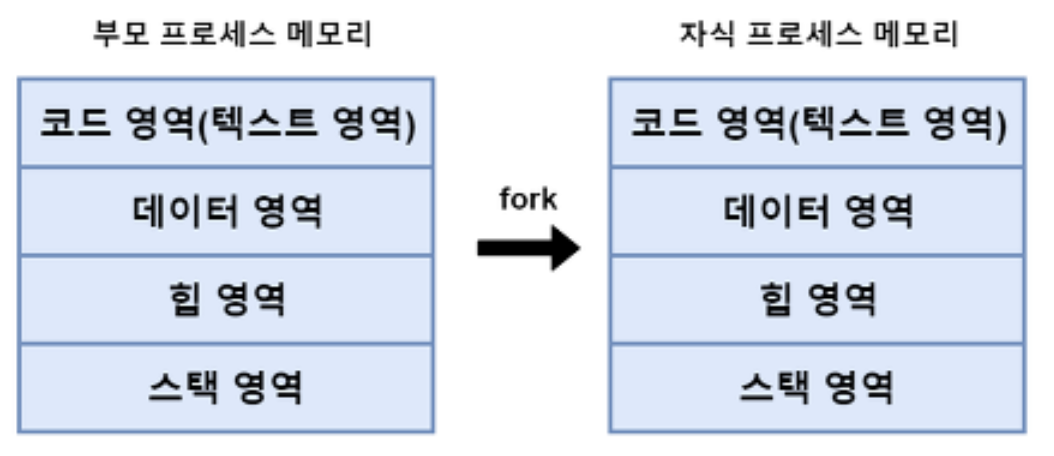 부모 프로세스 메모리
코드 영역(텍스트 영역)
데이터 영역
힙 영역
스택 영역
fork
자식 프로세스 메모리
코드 영역(텍스트 영역)
데이터 영역
힙 영역
스택 영역